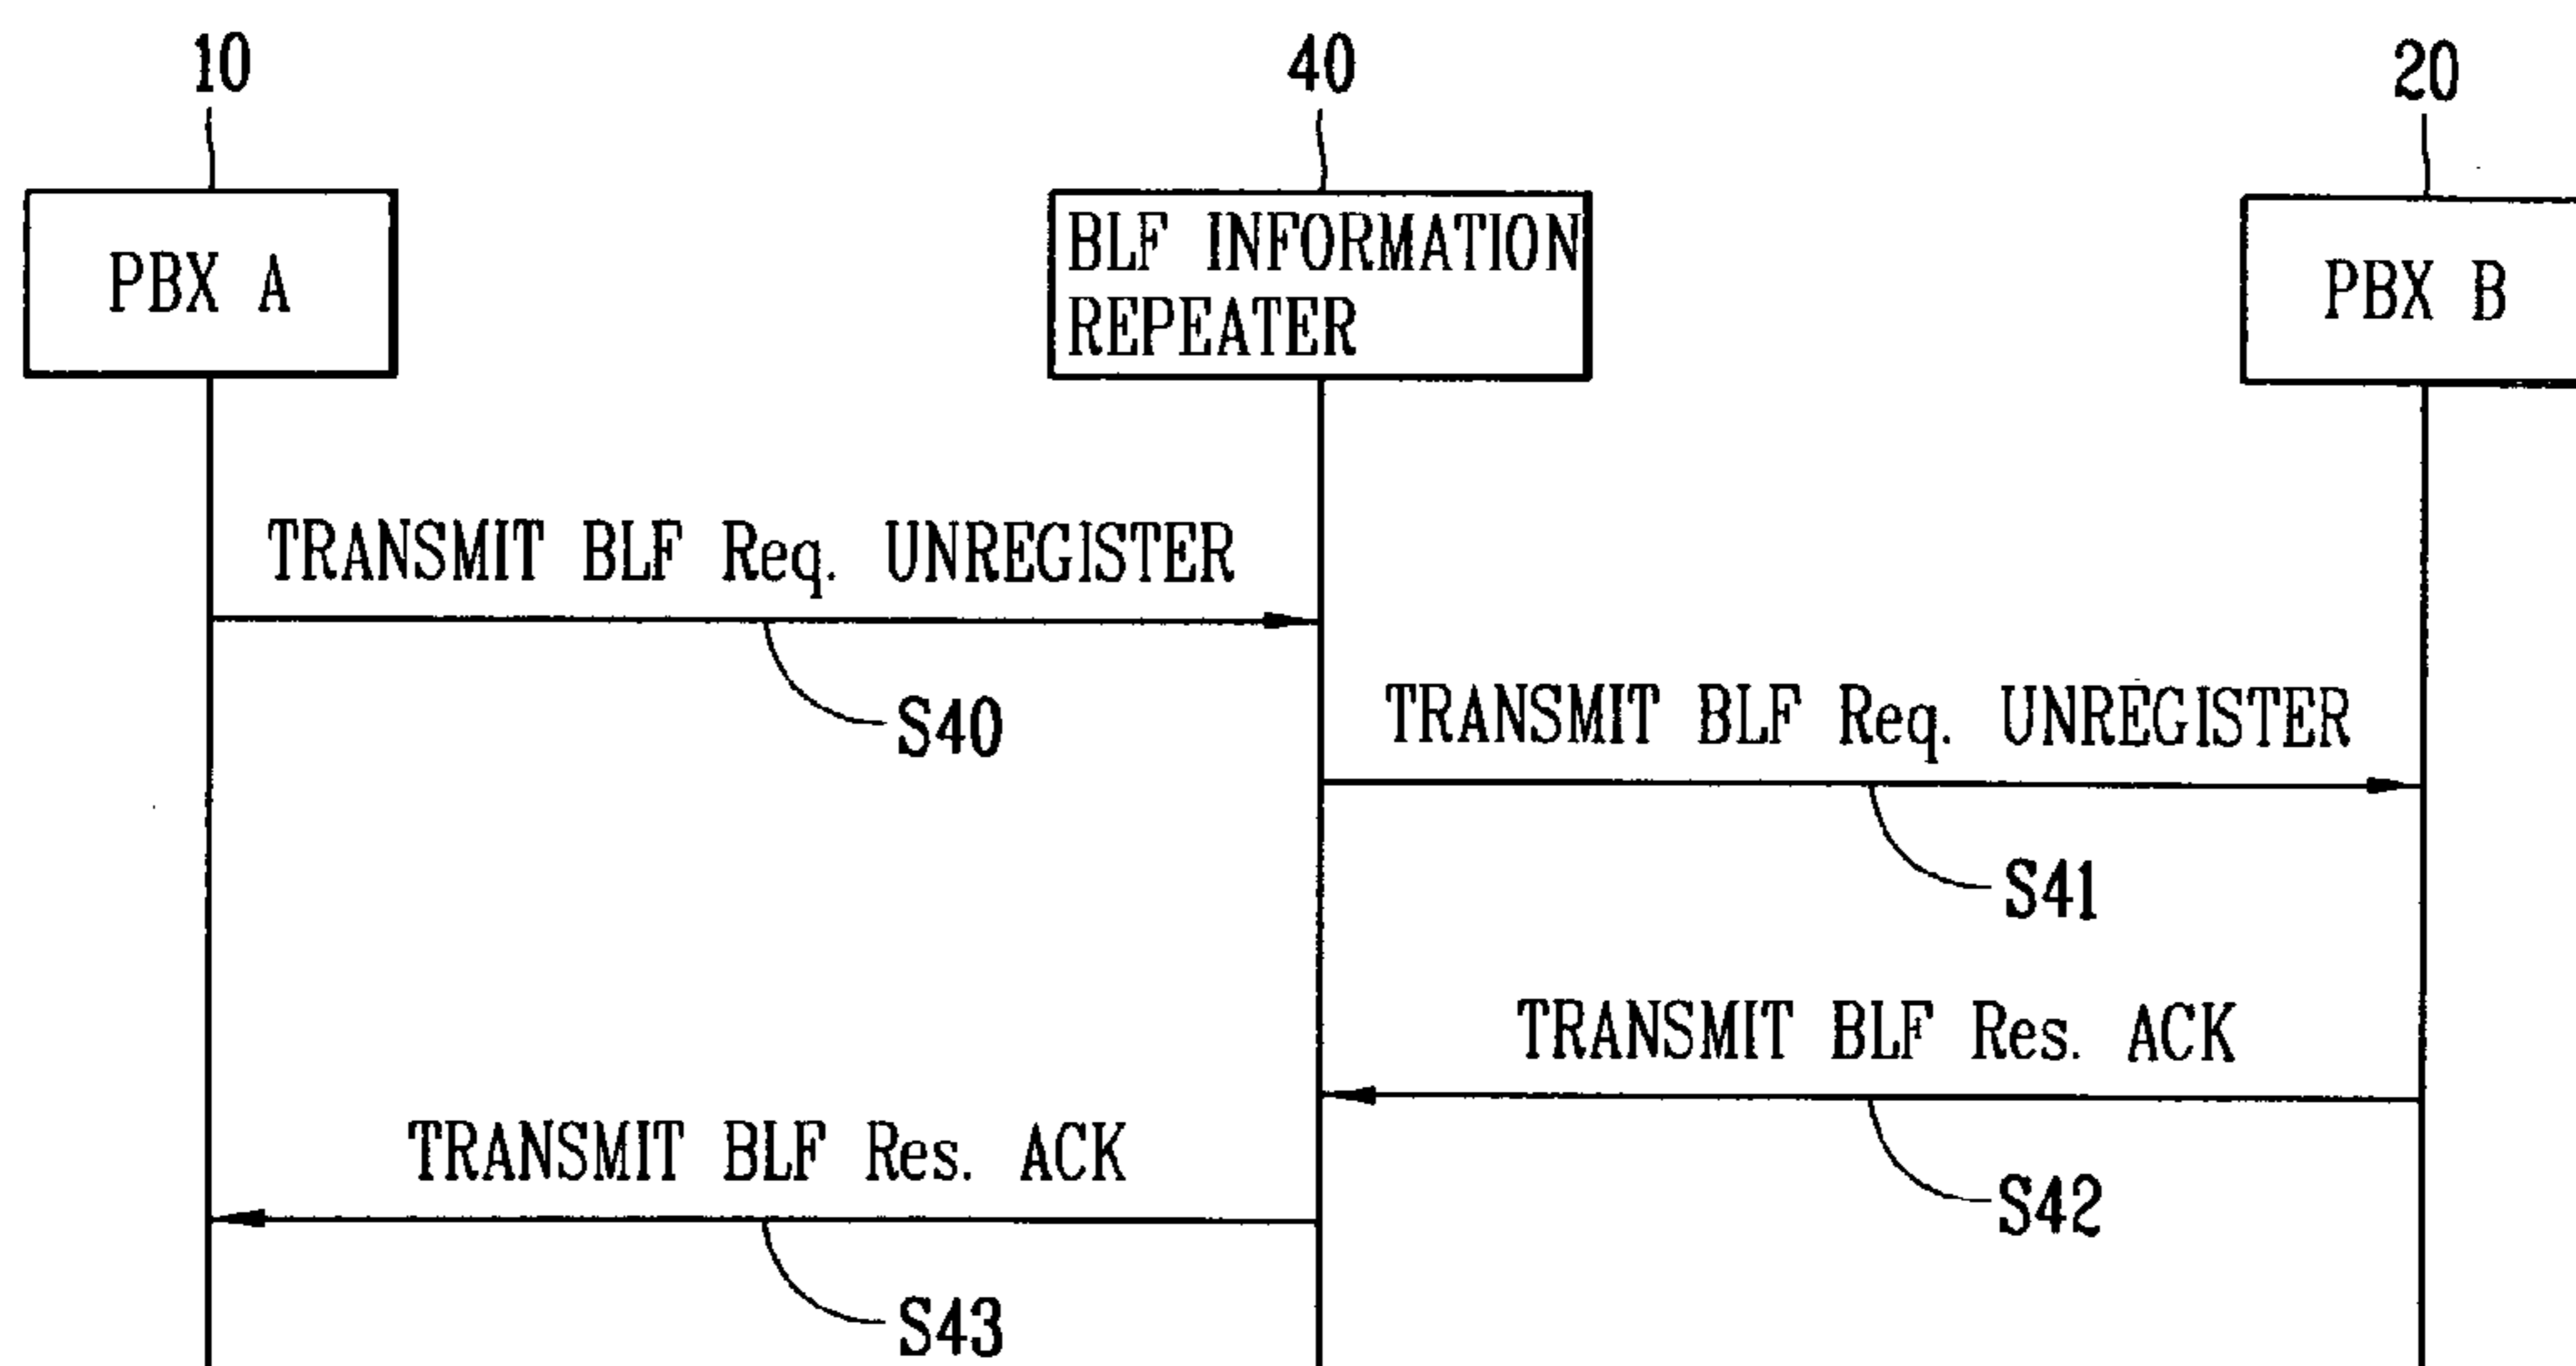 10
40
20
PBX A
BLF INFORMATION
REPEATER
PBX B
TRANSMIT BLF Req. UNREGISTER
S40
TRANSMIT BLF Req. UNREGISTER
S41
TRANSMIT BLF Res. ACK
S42
TRANSMIT BLF Res. ACK
S43